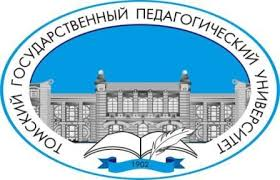 ТОМСКИЙ ГОСУДАРСТВЕННЫЙ ПЕДАГОГИЧЕСКИЙ УНИВЕРСИТЕТ
1902